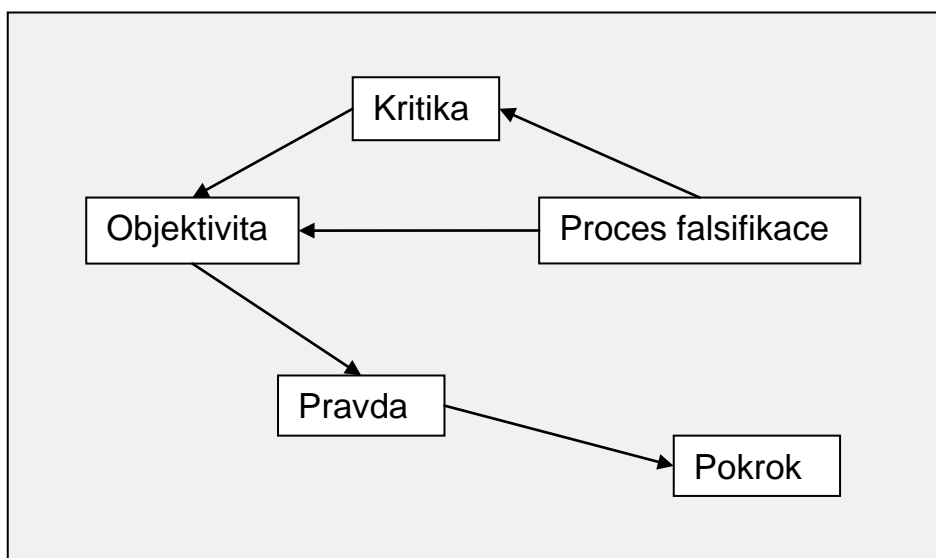 Kritika
Objektivita
Proces falsifikace
Pravda
Pokrok